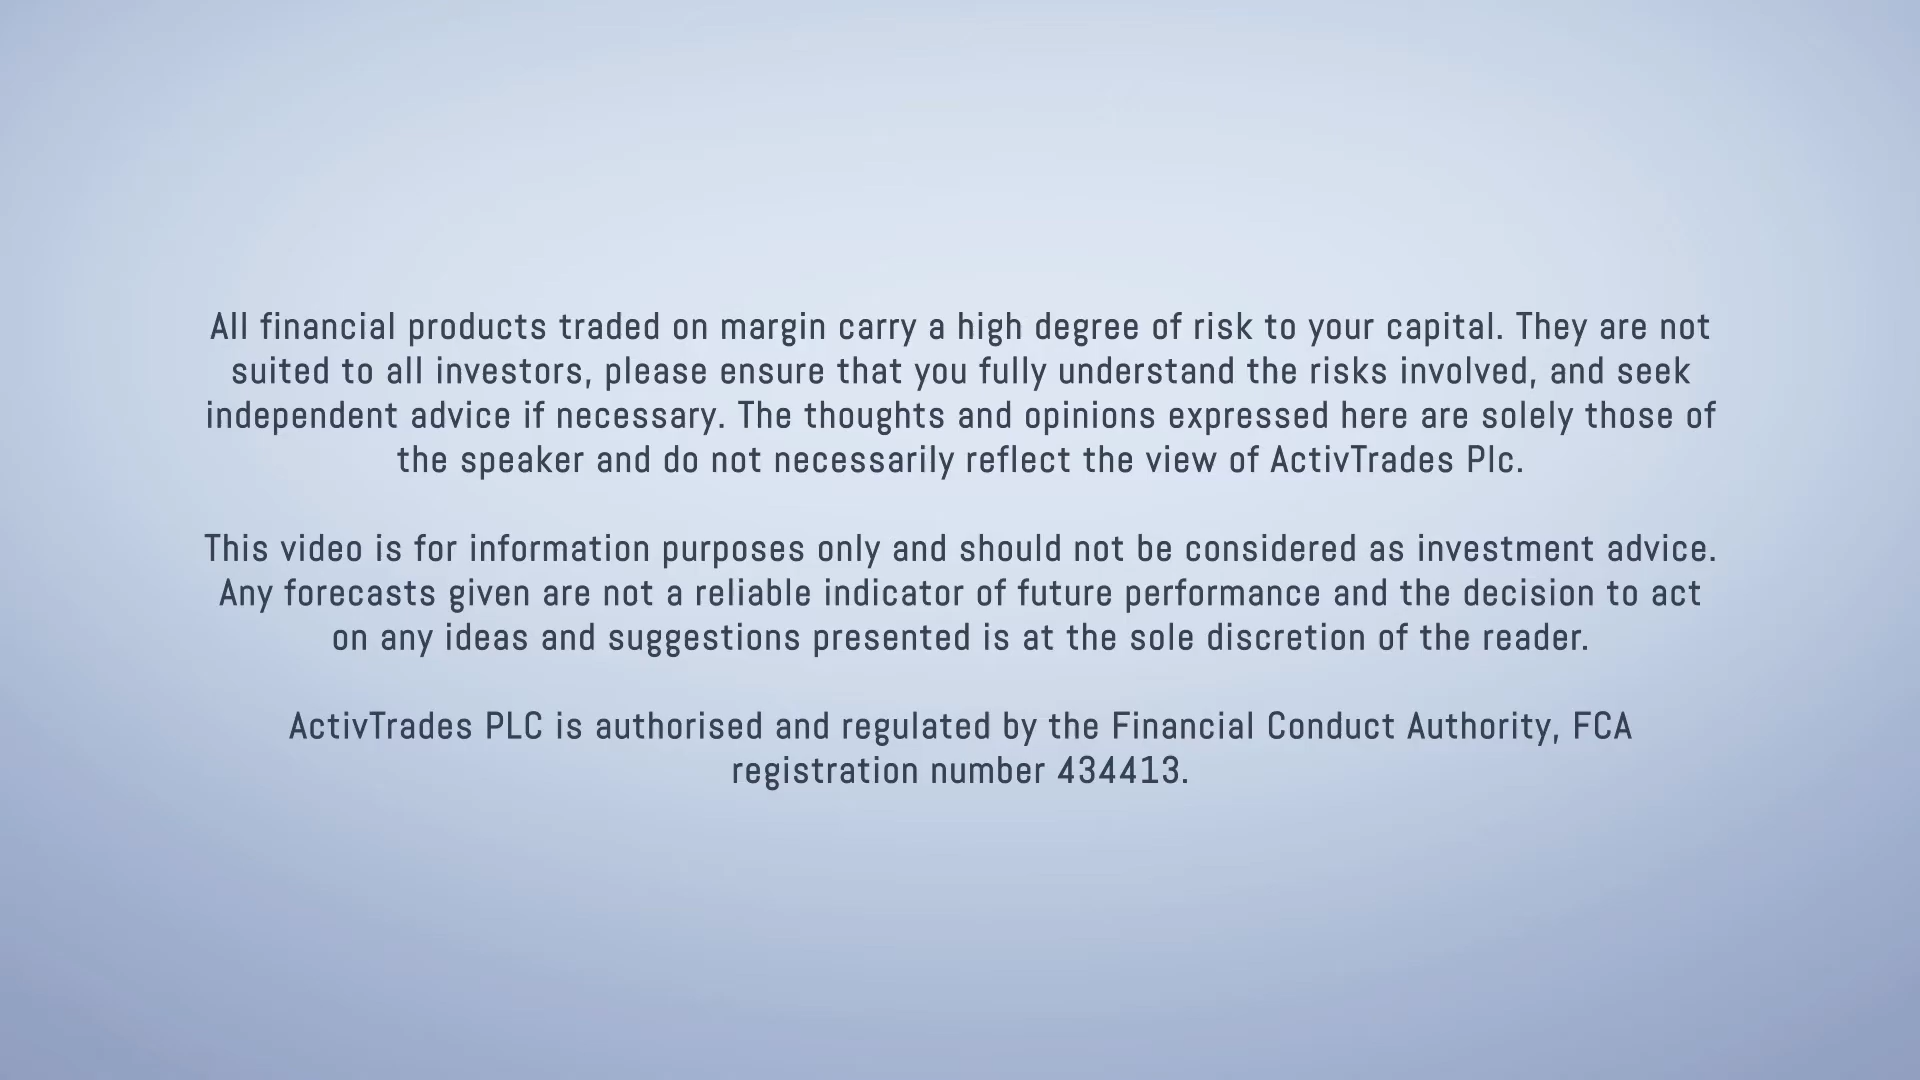 All financial products traded on margin carry a high degree of risk to your capital. They are not
suited to all investors, please ensure that you fully understand the risks involved, and seek
independent advice if necessary. The thoughts and opinions expressed here are solely those of
the speaker and do not necessarily reflect the view of ActivTrades Plc.
This video is for information purposes only and should not be considered as investment advice.
Any forecasts given are not a reliable indicator of future performance and the decision to act
on any ideas and suggestions presented is at the sole discretion of the reader.
ActivTrades PLC is authorised and regulated by the Financial Conduct Authority, FCA
registration number 434413.